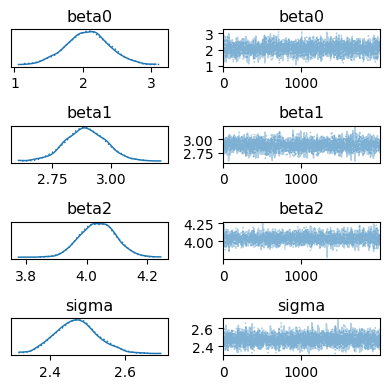 beta0 beta0
3
2
1
1 2 3 0 1000
beta1 beta1
3.00
2.75
2.75 3.00 0 1000
beta2 beta2
4.25
4.00
3.8 4.0 4.2 0 1000
sigma sigma
2.6
2.4
2.4 2.6 0 1000